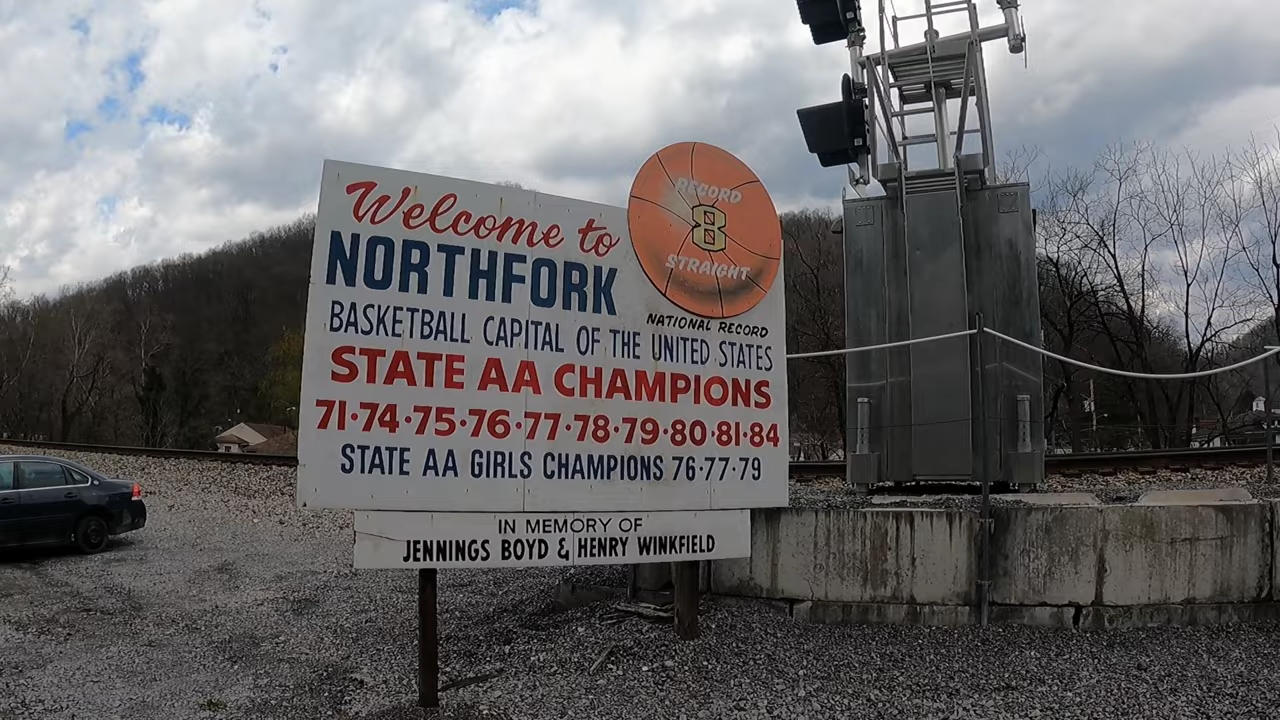 Welcome to
NORTHFORK
BASKETBALL CAPITAL OF THE UNITED STATES
STATE AA CHAMPIONS
71·74·75·76·77·78·79·80·81·84
STATE AA GIRLS CHAMPIONS 76·77·79
RECORD
8
STRAIGHT
NATIONAL RECORD
IN MEMORY OF
JENNINGS BOYD & HENRY WINKFIELD